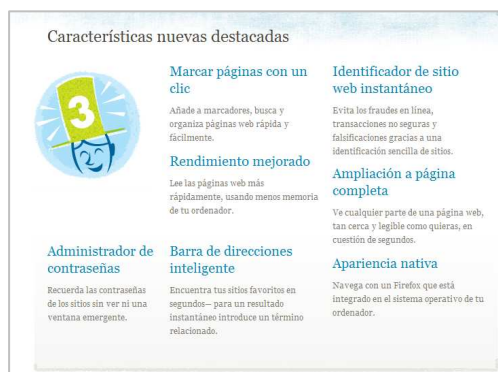 Características nuevas destacadas
3
Marcar páginas con un
clic
Añade a marcadores, busca y
organiza páginas web rápida y
fácilmente.
Rendimiento mejorado
Lee las páginas web más
rápidamente, usando menos memoria
de tu ordenador.
Identificador de sitio
web instantáneo
Evita los fraudes en línea,
transacciones no seguras y
falsificaciones gracias a una
identificación sencilla de sitios.
Ampliación a página
completa
Ve cualquier parte de una página web,
tan cerca y legible como quieras, en
cuestión de segundos.
Administrador de
contraseñas
Recuerda las contraseñas
de los sitios sin ver ni una
ventana emergente.
Barra de direcciones
inteligente
Encuentra tus sitios favoritos en
segundos— para un resultado
instantáneo introduce un término
relacionado.
Apariencia nativa
Navega con un Firefox que está
integrado en el sistema operativo de tu
ordenador.